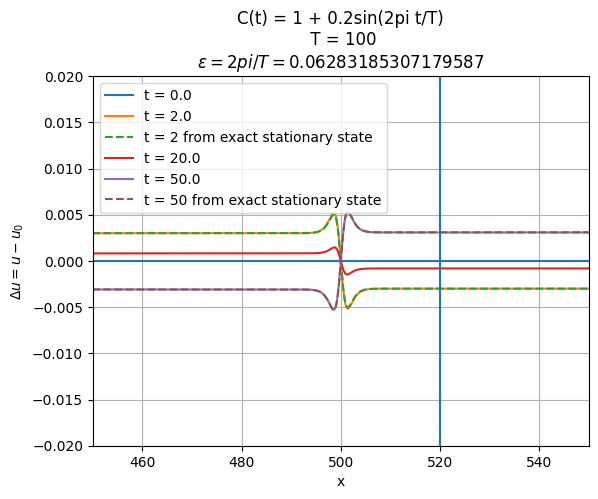 C(t) = 1 + 0.2sin(2pi t/T)
T = 100
ε = 2pi/T = 0.06283185307179587
0.020
0.015
0.010
0.005
0.000
−0.005
−0.010
−0.015
−0.020
Δu = u − u₀
t = 0.0
t = 2.0
t = 2 from exact stationary state
t = 20.0
t = 50.0
t = 50 from exact stationary state
460 480 500 520 540
x